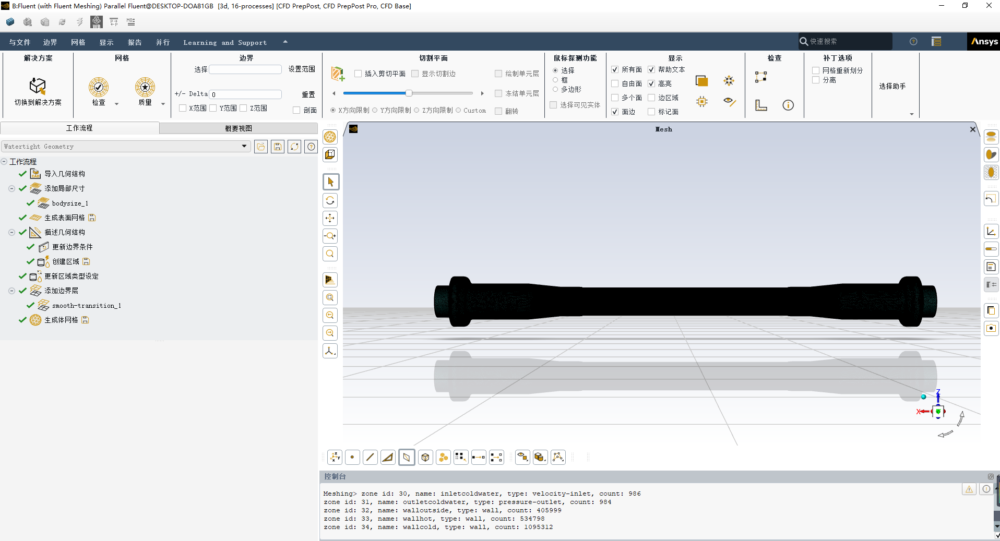 B:Fluent (with Fluent Meshing) Parallel Fluent@DESKTOP-DOA81GB [3d, 16-processes] [CFD PrepPost, CFD PrepPost Pro, CFD Base]
WB
与文件 边界 网格 显示 报告 并行 Learning and Support 快速搜索 Ansys
解决方案 网格 边界 切割平面 鼠标探测功能 显示 检查 补丁选项
选择 设置范围 插入剪切平面 显示切割边 绘制单元层 选择 所有面 帮助文本 网格重新划分
框 自由面 高亮 分离
切换到解决方案 检查 质量 +/- Delta 0 重置 冻结单元层 多边形 多个面 边区域 选择助手
X范围 Y范围 Z范围 剖面 X方向限制 Y方向限制 Z方向限制 Custom 翻转 选择可见实体 面边 标记面
工作流程 概要视图
Mesh
Watertight Geometry
工作流程
导入几何结构
添加局部尺寸
bodysize_1
生成表面网格
描述几何结构
更新边界条件
创建区域
更新区域类型设定
添加边界层
smooth-transition_1
生成体网格
Z
X
控制台
Meshing> zone id: 30, name: inletcoldwater, type: velocity-inlet, count: 986
zone id: 31, name: outletcoldwater, type: pressure-outlet, count: 984
zone id: 32, name: walloutside, type: wall, count: 405999
zone id: 33, name: wallhot, type: wall, count: 534798
zone id: 34, name: wallcold, type: wall, count: 1095312